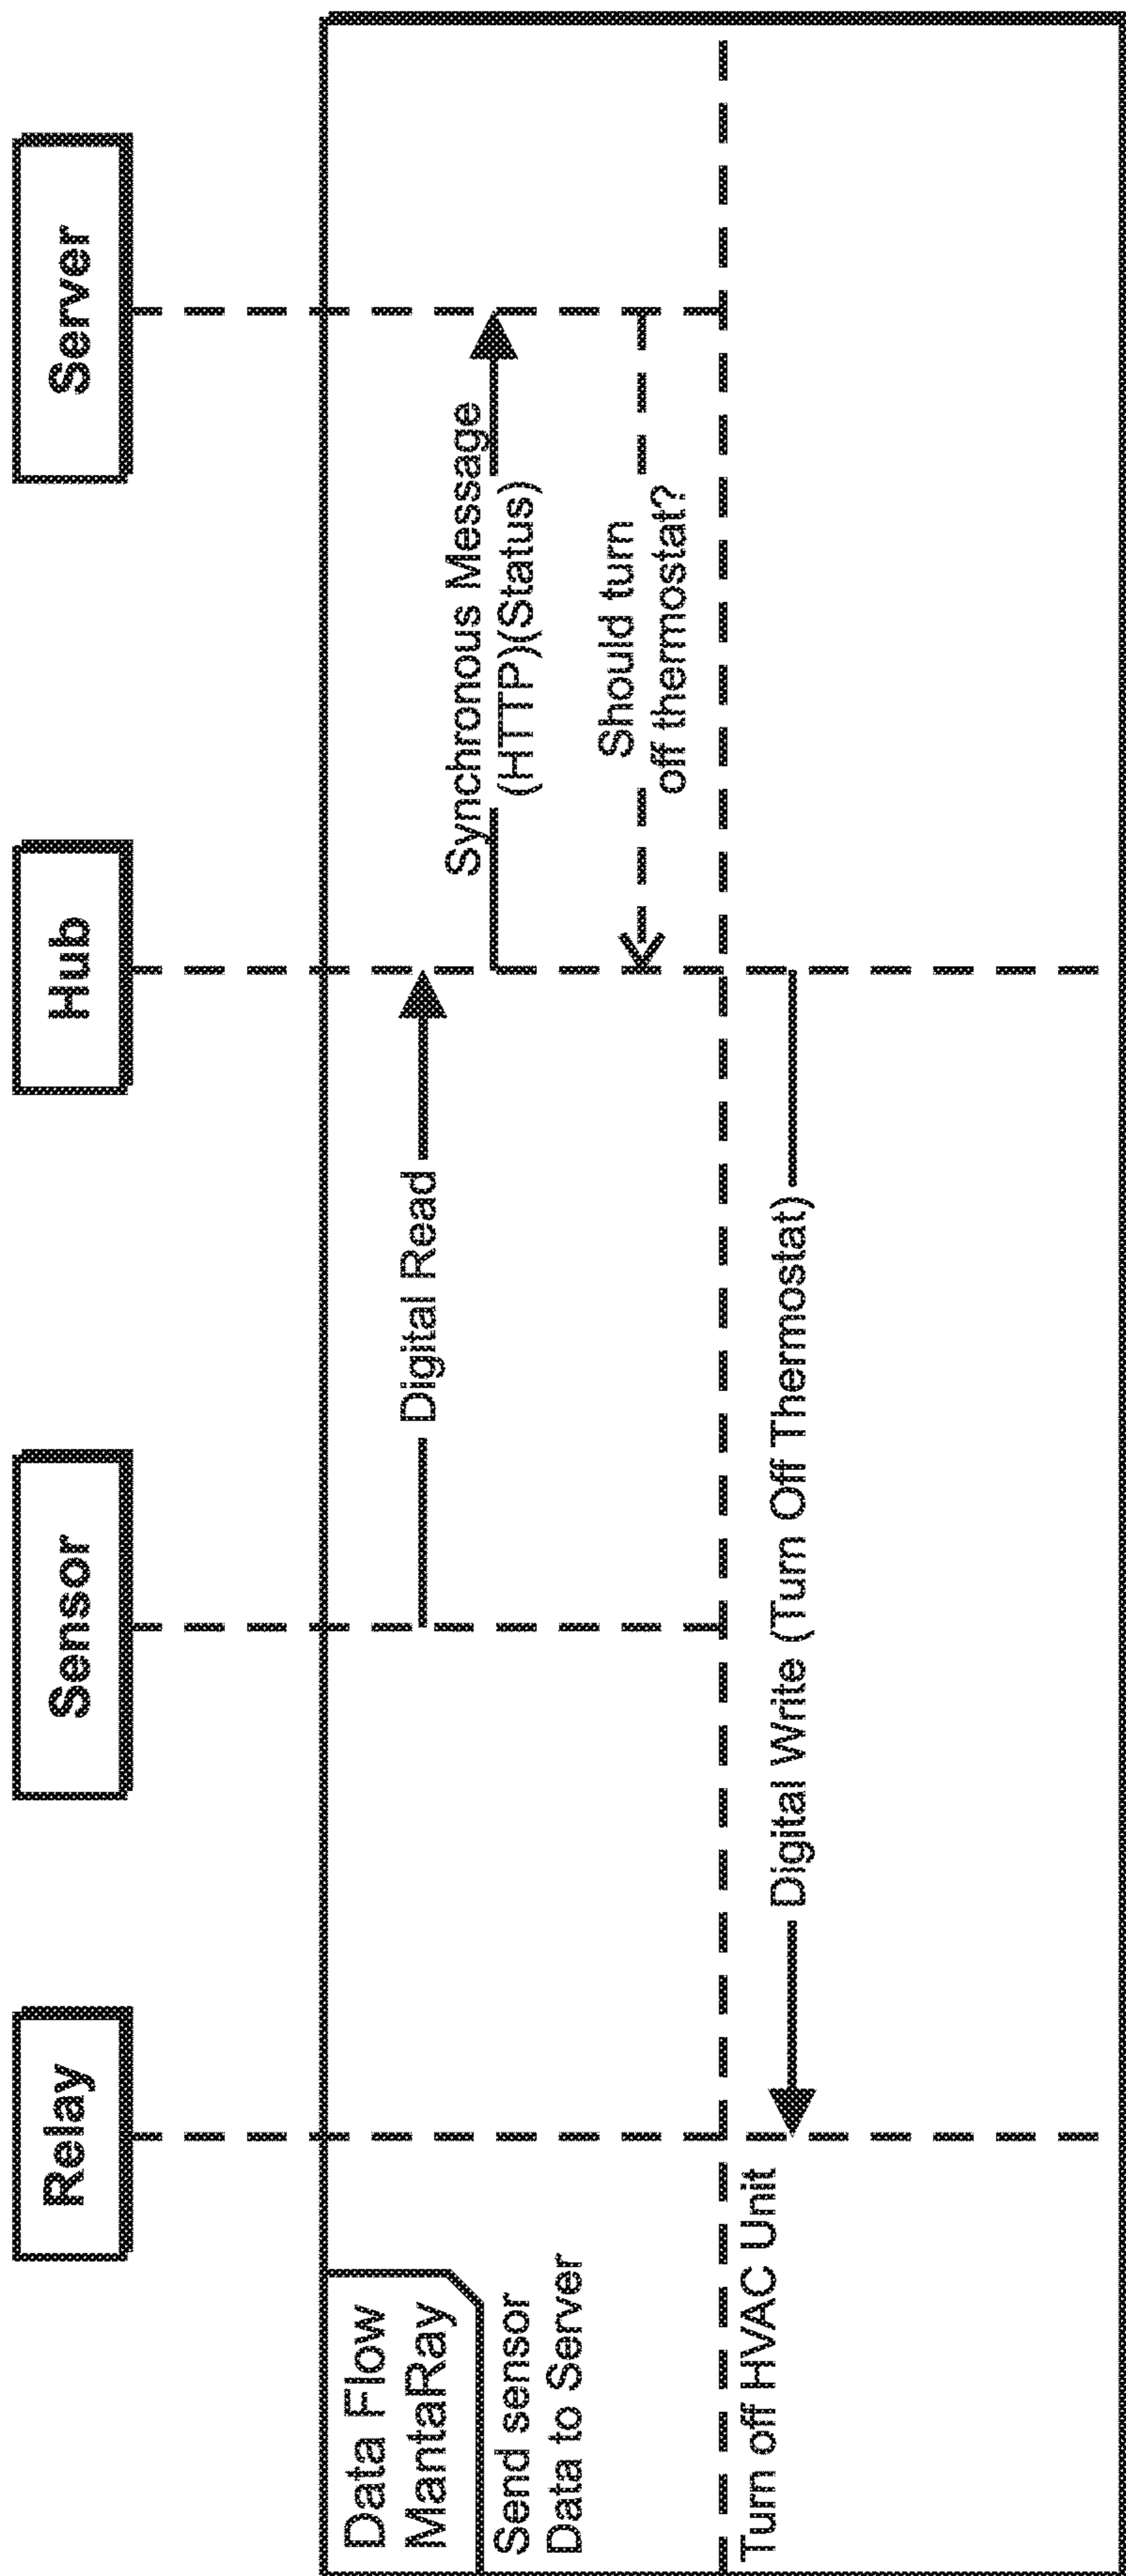 Relay
Sensor
Hub
Server
Data Flow
MantaRay
Send sensor
Data to Server
Digital Read
Synchronous Message
(HTTP)(Status)
Should turn
off thermostat?
Turn off HVAC Unit
Digital Write (Turn Off Thermostat)